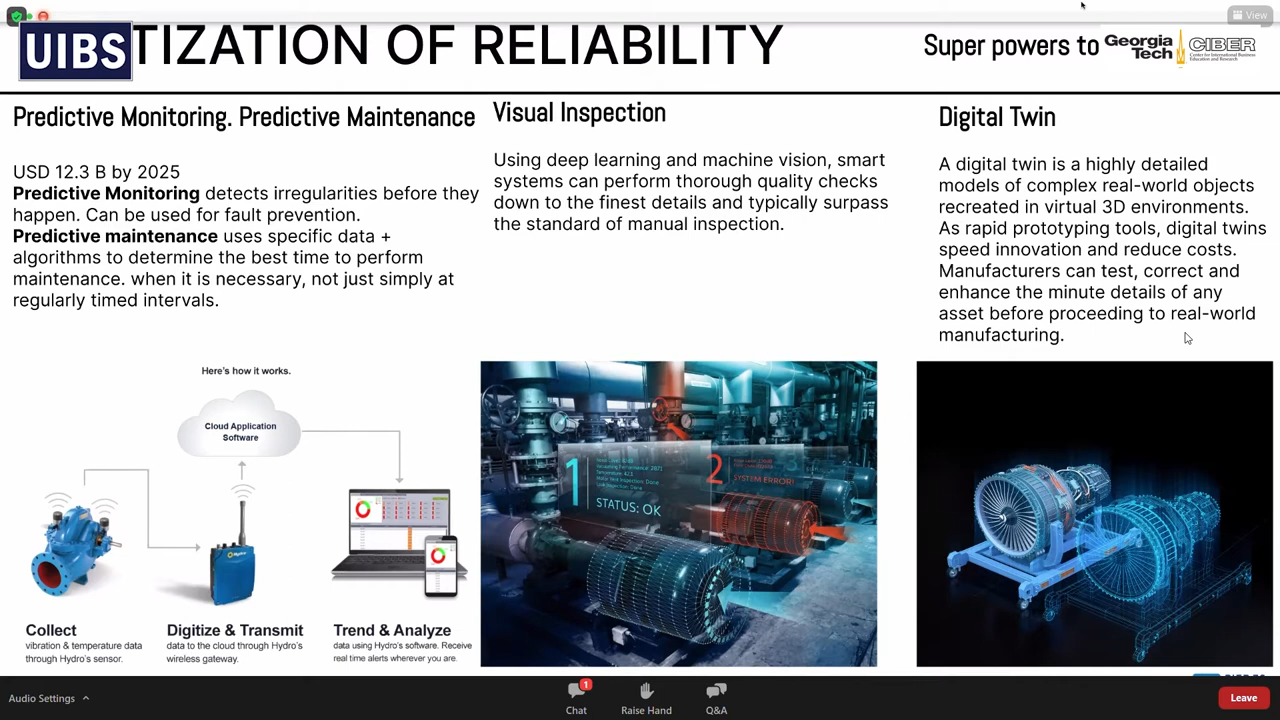 View
UIBS
TIZATION OF RELIABILITY
Super powers to
Georgia
Tech
CIBER
Center for International Business
Education and Research
Predictive Monitoring. Predictive Maintenance
USD 12.3 B by 2025
Predictive Monitoring detects irregularities before they
happen. Can be used for fault prevention.
Predictive maintenance uses specific data +
algorithms to determine the best time to perform
maintenance. when it is necessary, not just simply at
regularly timed intervals.
Visual Inspection
Using deep learning and machine vision, smart
systems can perform thorough quality checks
down to the finest details and typically surpass
the standard of manual inspection.
Digital Twin
A digital twin is a highly detailed
models of complex real-world objects
recreated in virtual 3D environments.
As rapid prototyping tools, digital twins
speed innovation and reduce costs.
Manufacturers can test, correct and
enhance the minute details of any
asset before proceeding to real-world
manufacturing.
Here's how it works.
Cloud Application
Software
Hydro
Collect
vibration & temperature data
through Hydro's sensor.
Digitize & Transmit
data to the cloud through Hydro's
wireless gateway.
Trend & Analyze
data using Hydro's software. Receive
real time alerts wherever you are.
1
STATUS: OK
2
SYSTEM ERROR!
3
Audio Settings
1
Chat
Raise Hand
Q&A
Leave